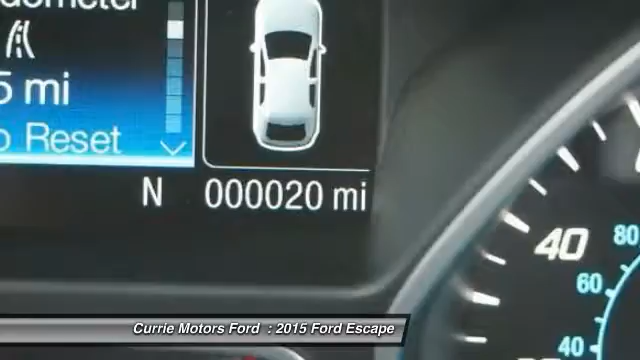 5 mi
Reset
N 000020 mi
40
80
60
40
Currie Motors Ford : 2015 Ford Escape